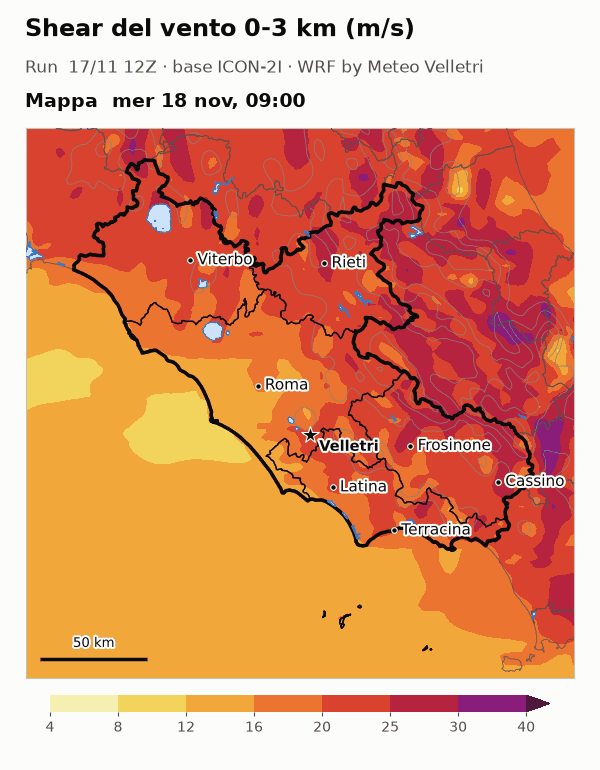 Shear del vento 0-3 km (m/s)
Run  17/11 12Z · base ICON-2I · WRF by Meteo Velletri
Mappa  mer 18 nov, 09:00
Viterbo
Rieti
Roma
Velletri
Frosinone
Cassino
Latina
Terracina
50 km
4 8 12 16 20 25 30 40